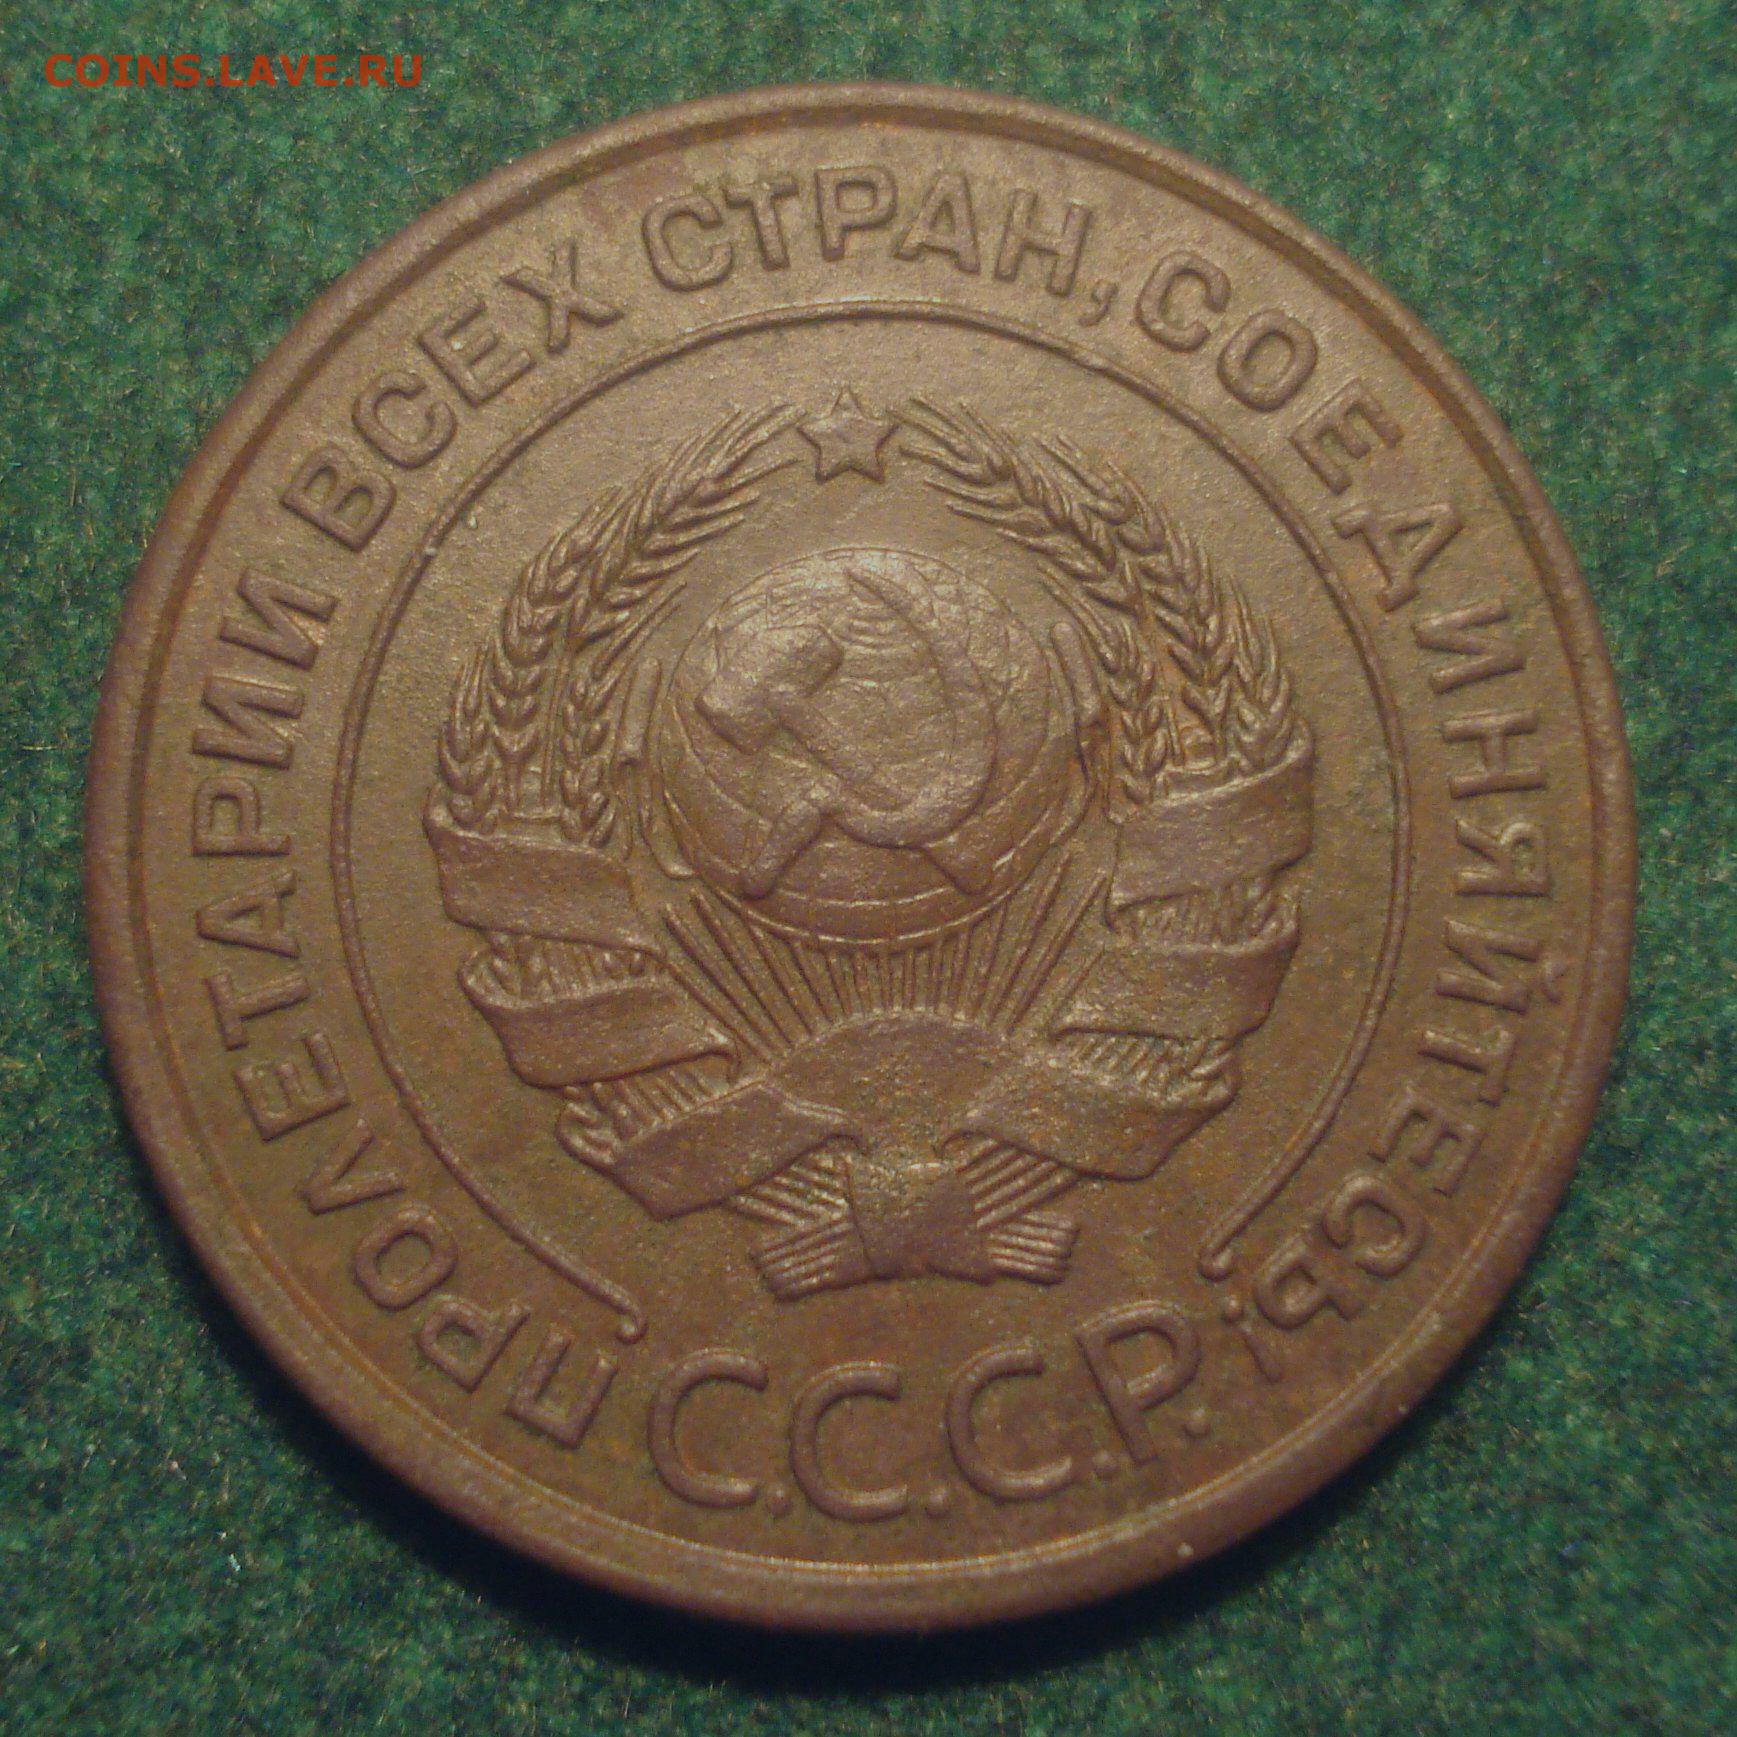 COINS.LAVE.RU
ПРОЛЕТАРИИ ВСЕХ СТРАН, СОЕДИНЯЙТЕСЬ!
С.С.С.Р.